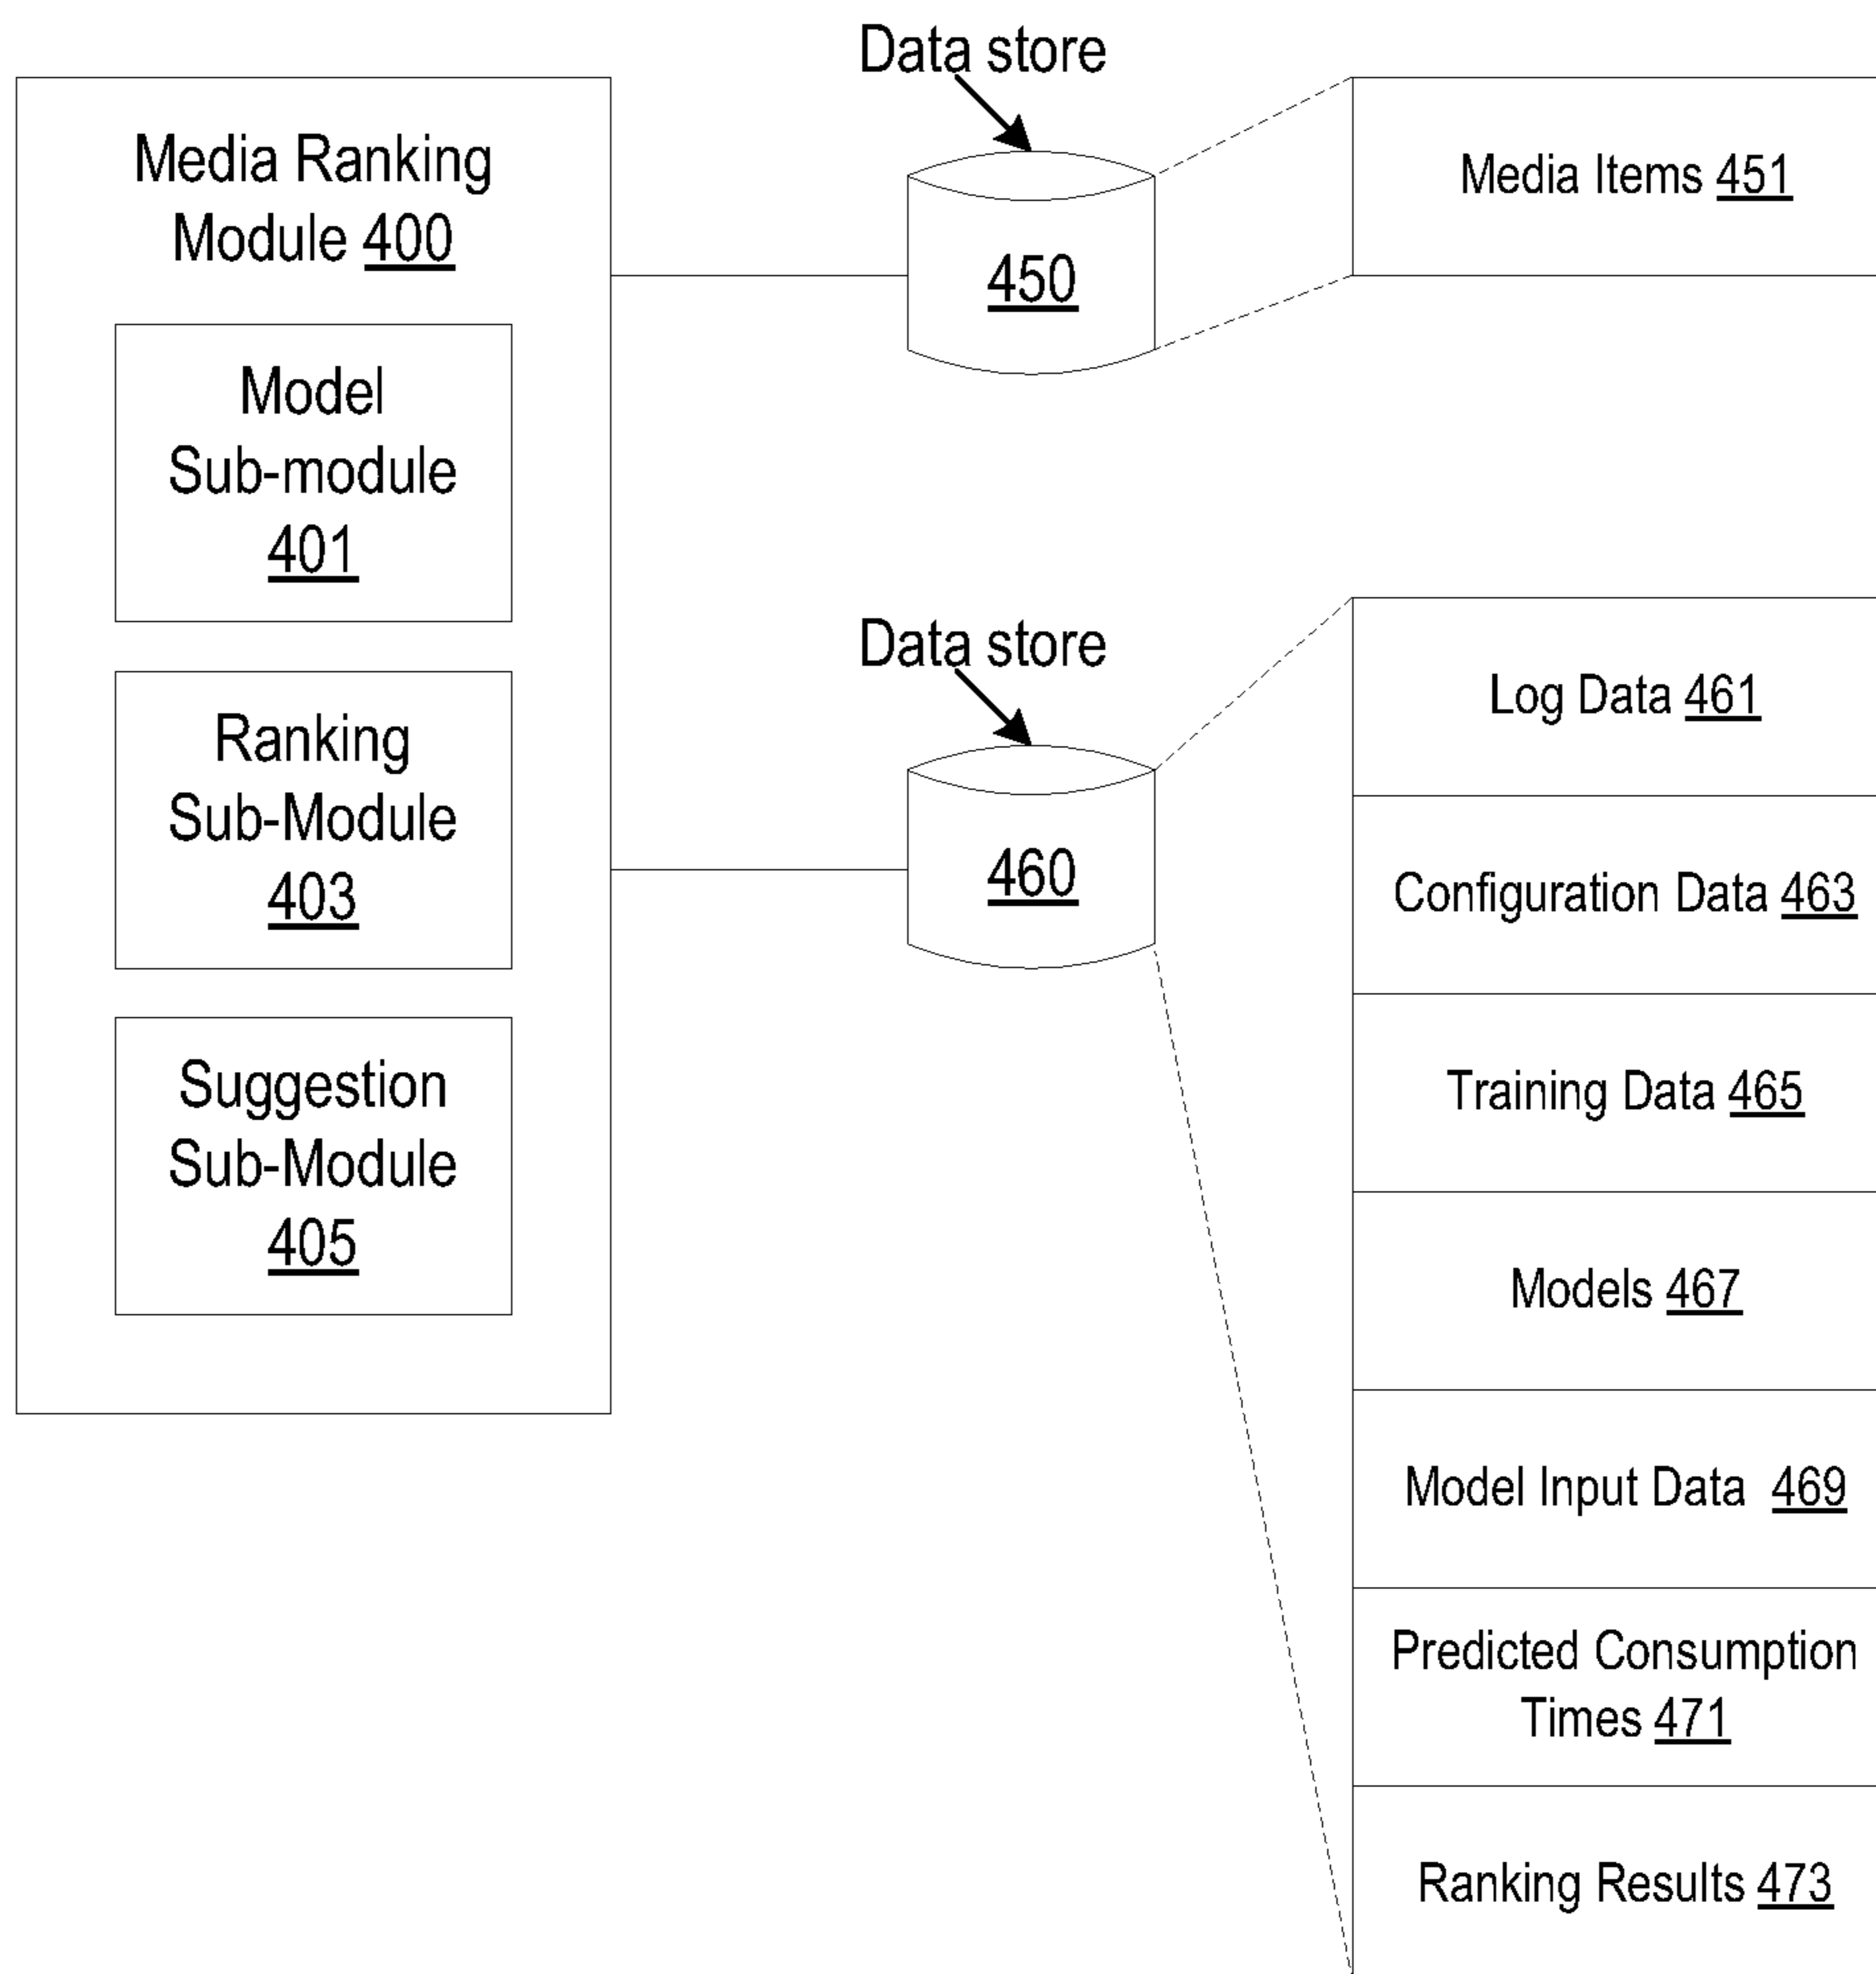 Media Ranking
Module 400
Model
Sub-module
401
Ranking
Sub-Module
403
Suggestion
Sub-Module
405
Data store
450
Media Items 451
Data store
460
Log Data 461
Configuration Data 463
Training Data 465
Models 467
Model Input Data 469
Predicted Consumption
Times 471
Ranking Results 473